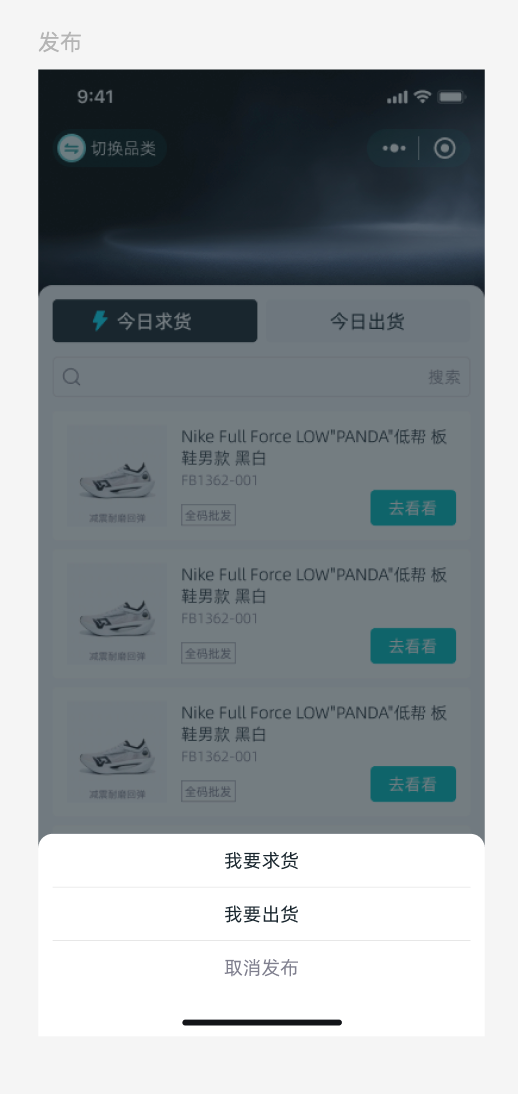 发布
9:41
切换品类
今日求货
今日出货
搜索
Nike Full Force LOW"PANDA"低帮 板
鞋男款 黑白
FB1362-001
减震耐磨回弹
全码批发
去看看
Nike Full Force LOW"PANDA"低帮 板
鞋男款 黑白
FB1362-001
减震耐磨回弹
全码批发
去看看
Nike Full Force LOW"PANDA"低帮 板
鞋男款 黑白
FB1362-001
减震耐磨回弹
全码批发
去看看
我要求货
我要出货
取消发布